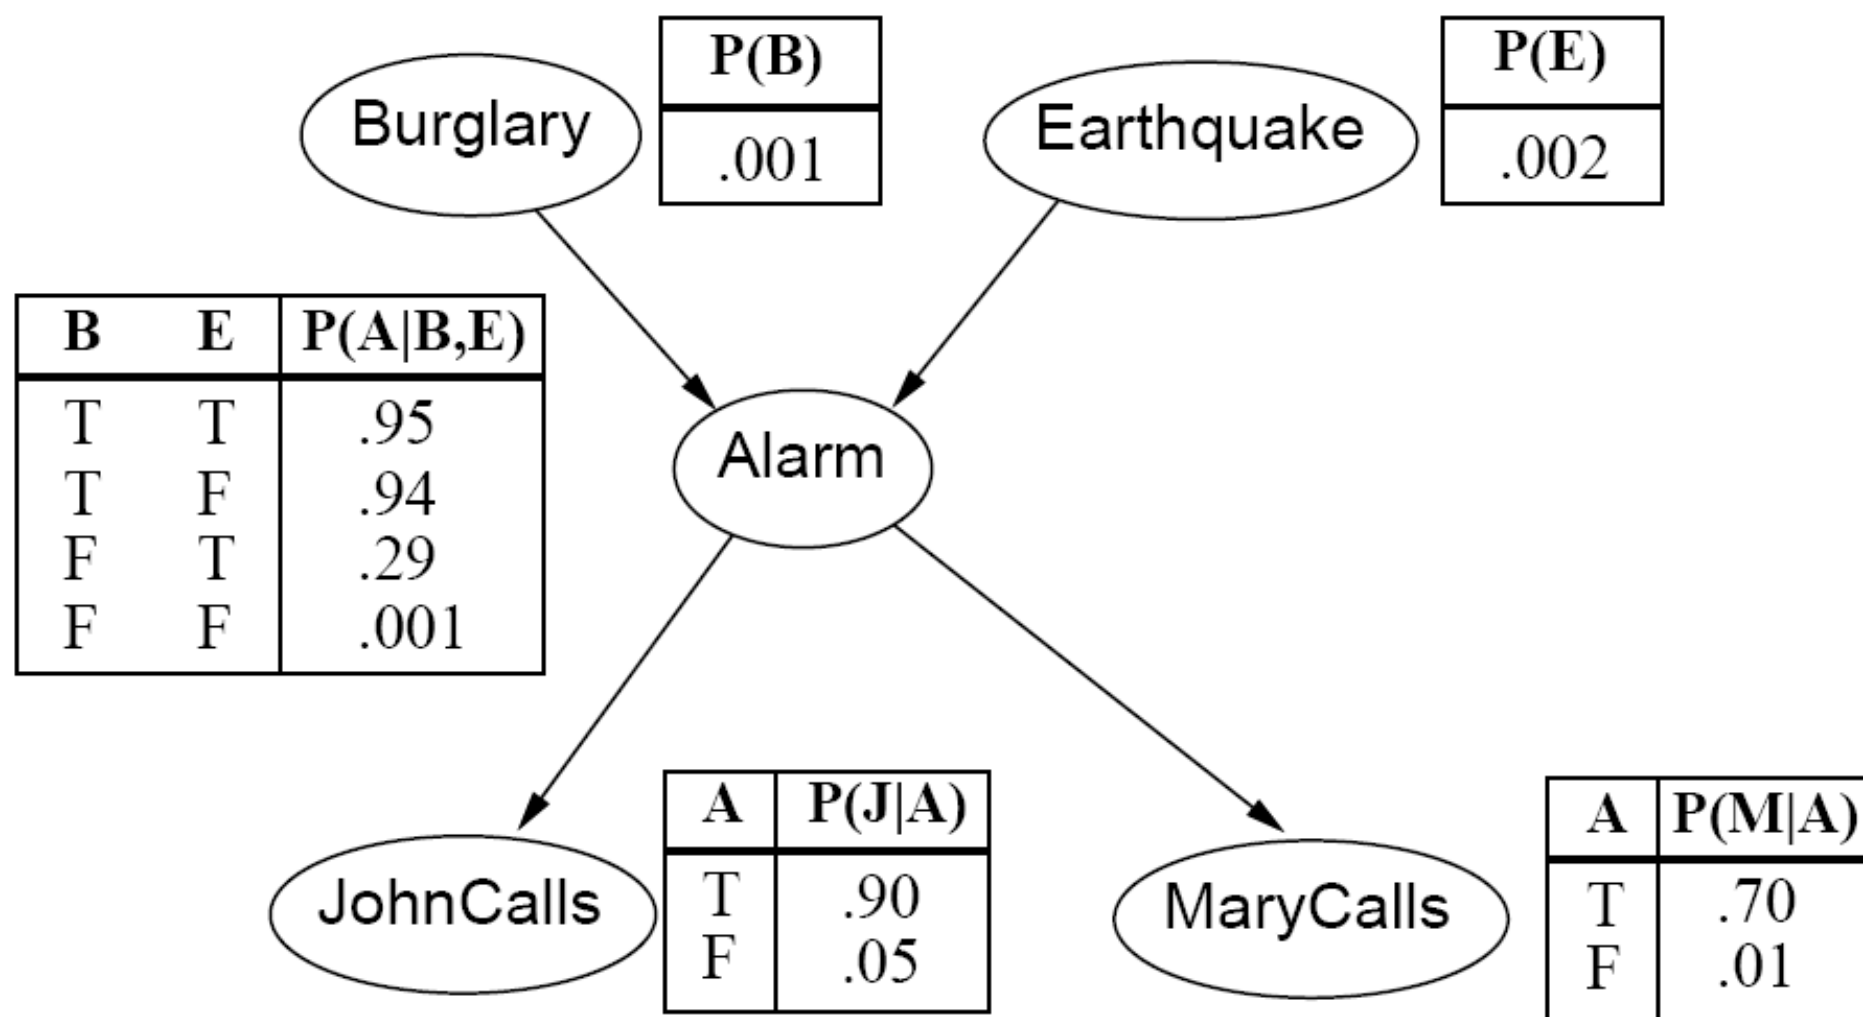 Burglary
P(B)
.001
Earthquake
P(E)
.002
B E P(A|B,E)
T T .95
T F .94
F T .29
F F .001
Alarm
JohnCalls
A P(J|A)
T .90
F .05
MaryCalls
A P(M|A)
T .70
F .01